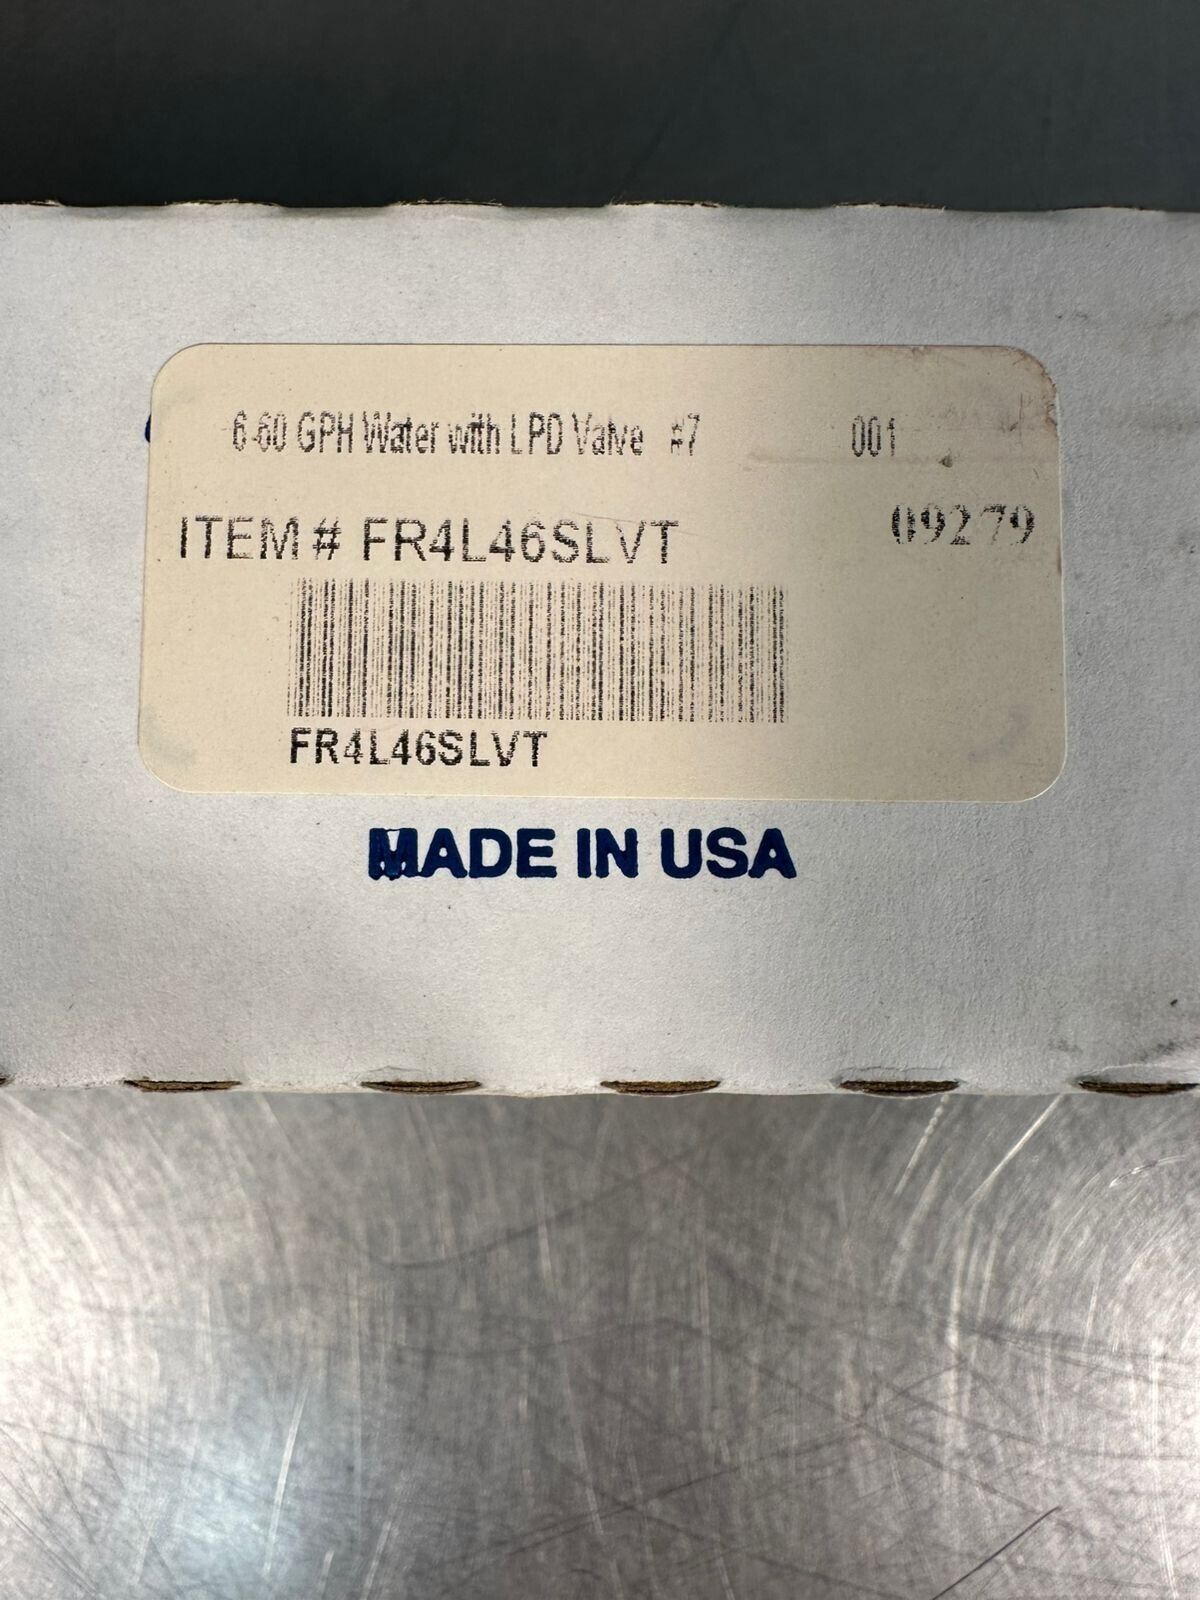 6-60 GPH Water with LPD Valve #7 001
ITEM # FR4L46SLVT 09279
FR4L46SLVT
MADE IN USA